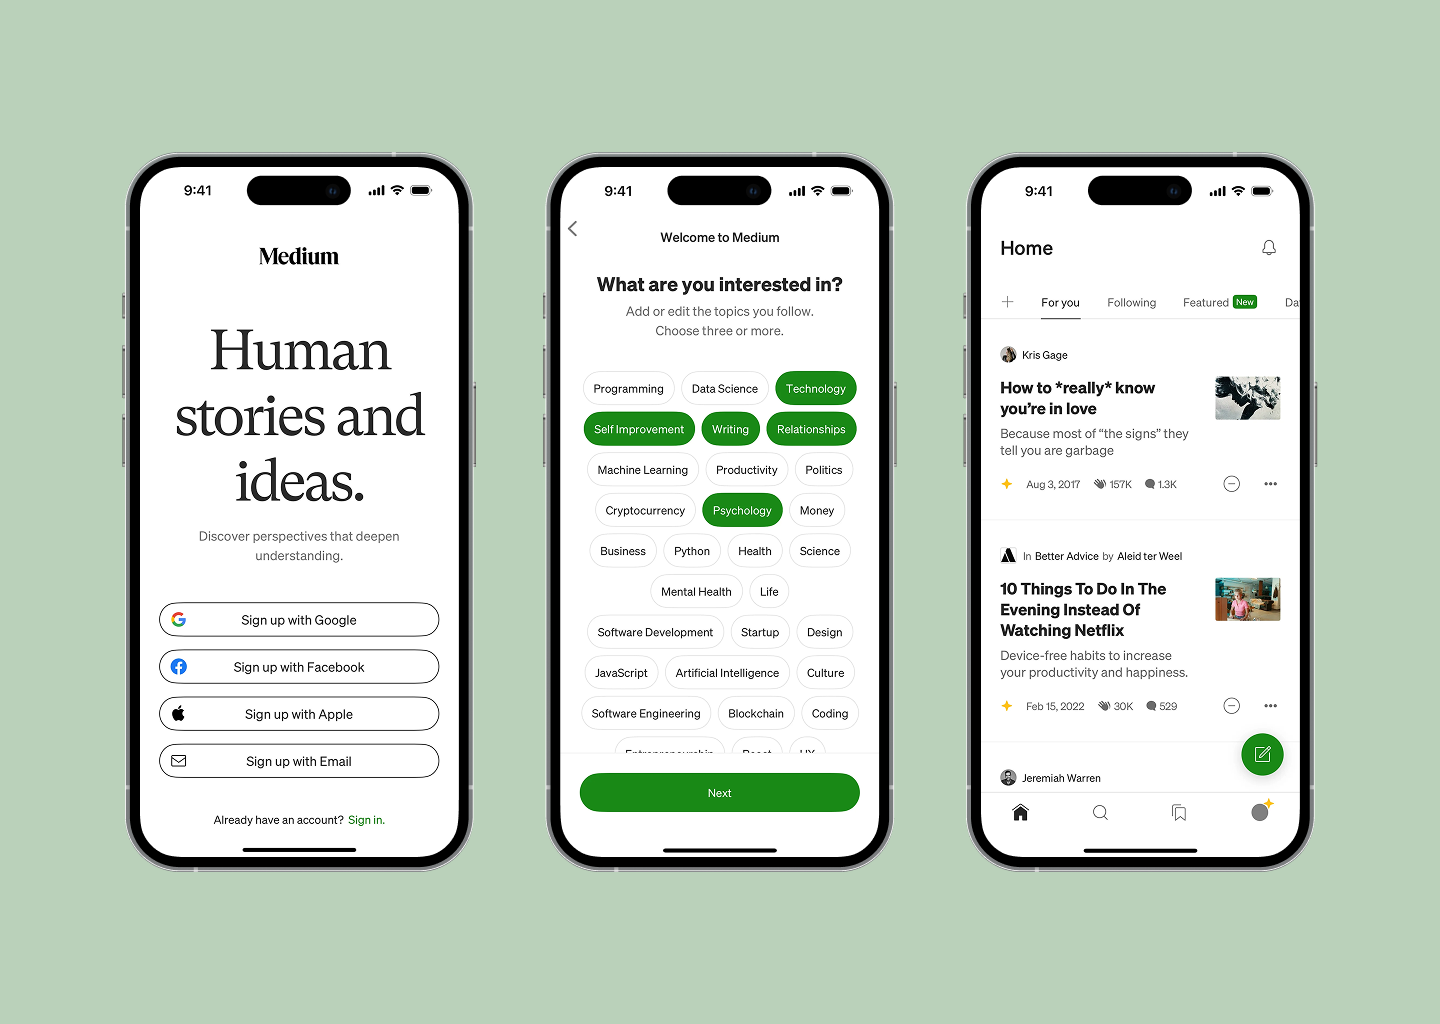 9:41
Medium
Human
stories and
ideas.
Discover perspectives that deepen
understanding.
Sign up with Google
Sign up with Facebook
Sign up with Apple
Sign up with Email
Already have an account? Sign in.
9:41
Welcome to Medium
What are you interested in?
Add or edit the topics you follow.
Choose three or more.
Programming Data Science Technology
Self Improvement Writing Relationships
Machine Learning Productivity Politics
Cryptocurrency Psychology Money
Business Python Health Science
Mental Health Life
Software Development Startup Design
JavaScript Artificial Intelligence Culture
Software Engineering Blockchain Coding
Entrepreneurship React UX
Next
9:41
Home
For you Following Featured New Da
Kris Gage
How to *really* know
you're in love
Because most of “the signs” they
tell you are garbage
Aug 3, 2017 157K 1.3K
In Better Advice by Aleid ter Weel
10 Things To Do In The
Evening Instead Of
Watching Netflix
Device-free habits to increase
your productivity and happiness.
Feb 15, 2022 30K 529
Jeremiah Warren